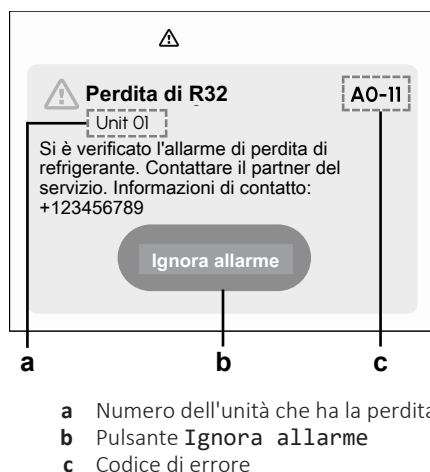 Perdita di R32
A0-11
Unit 01
Si è verificato l'allarme di perdita di
refrigerante. Contattare il partner del
servizio. Informazioni di contatto:
+123456789
Ignora allarme
a b c
a Numero dell'unità che ha la perdita
b Pulsante Ignora allarme
c Codice di errore